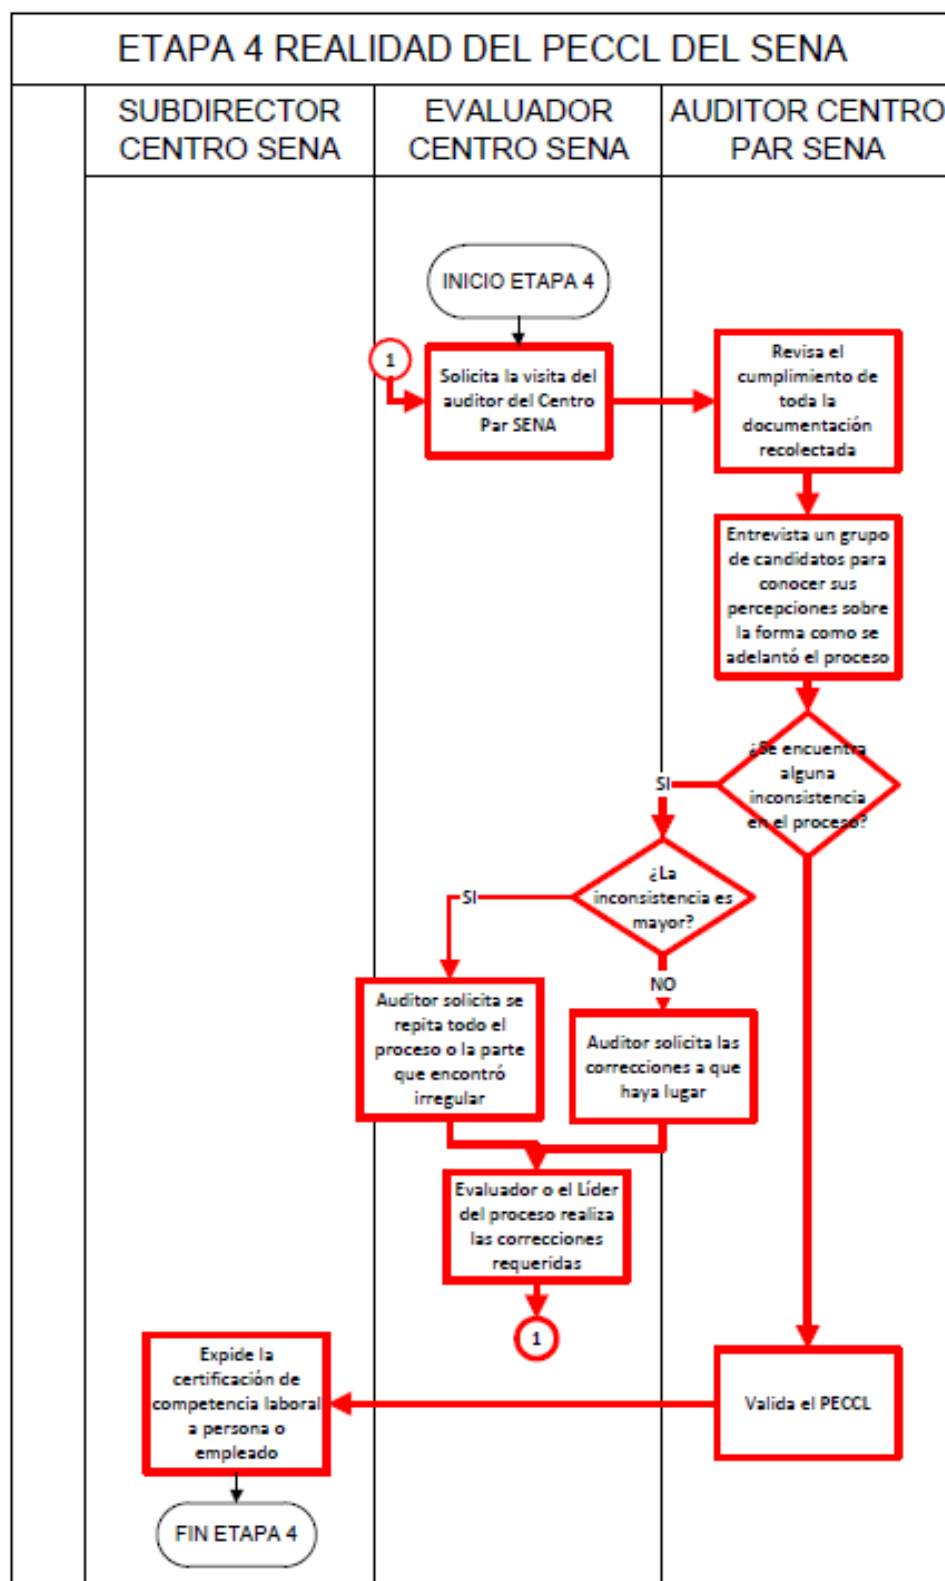 ETAPA 4 REALIDAD DEL PECCL DEL SENA
SUBDIRECTOR
CENTRO SENA
EVALUADOR
CENTRO SENA
AUDITOR CENTRO
PAR SENA
INICIO ETAPA 4
1
Solicita la visita del
auditor del Centro
Par SENA
Revisa el
cumplimiento de
toda la
documentación
recolectada
Entrevista un grupo
de candidatos para
conocer sus
percepciones sobre
la forma como se
adelantó el proceso
¿Se encuentra
alguna
inconsistencia
en el proceso?
SI
¿La
inconsistencia es
mayor?
SI
NO
Auditor solicita se
repita todo el
proceso o la parte
que encontró
irregular
Auditor solicita las
correcciones a que
haya lugar
Evaluador o el Líder
del proceso realiza
las correcciones
requeridas
1
Expide la
certificación de
competencia laboral
a persona o
empleado
Valida el PECCL
FIN ETAPA 4